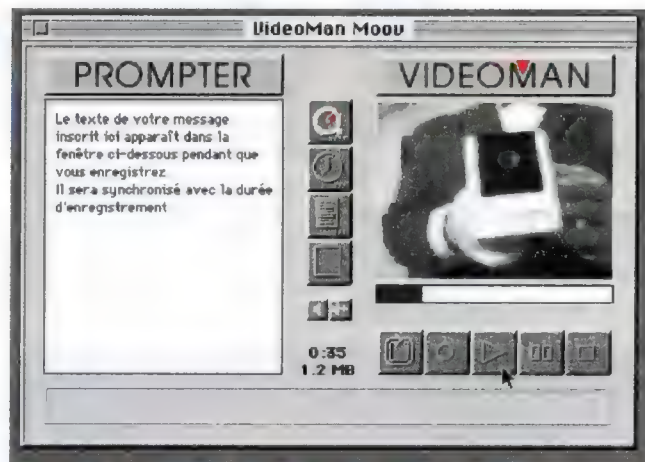 VideoMan Moov
PROMPTER
VIDEOMAN
Le texte de votre message
inscrit ici apparaît dans la
fenêtre ci-dessous pendant que
vous enregistrez
Il sera synchronisé avec la durée
d'enregistrement
0:35
1.2 MB